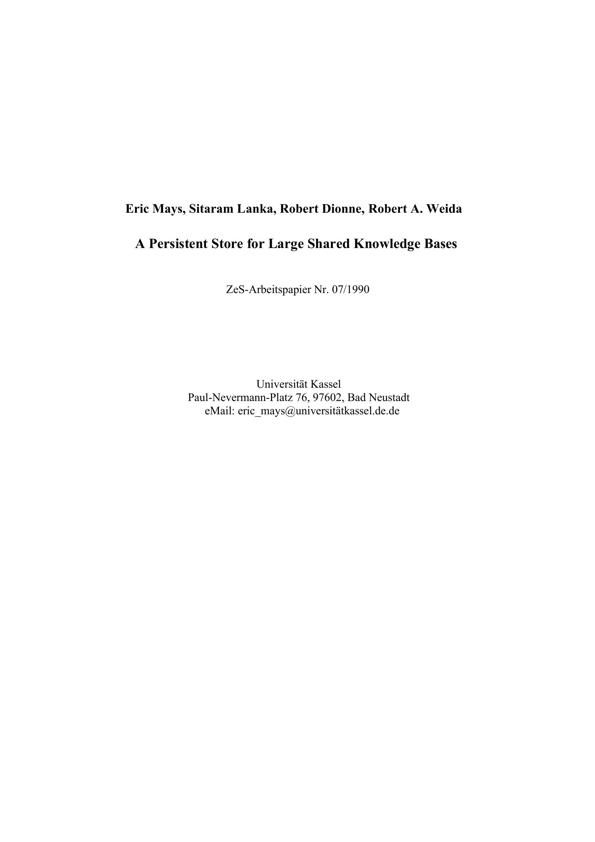 Eric Mays, Sitaram Lanka, Robert Dionne, Robert A. Weida
A Persistent Store for Large Shared Knowledge Bases
ZeS-Arbeitspapier Nr. 07/1990
Universität Kassel
Paul-Nevermann-Platz 76, 97602, Bad Neustadt
eMail: eric_mays@universitätkassel.de.de